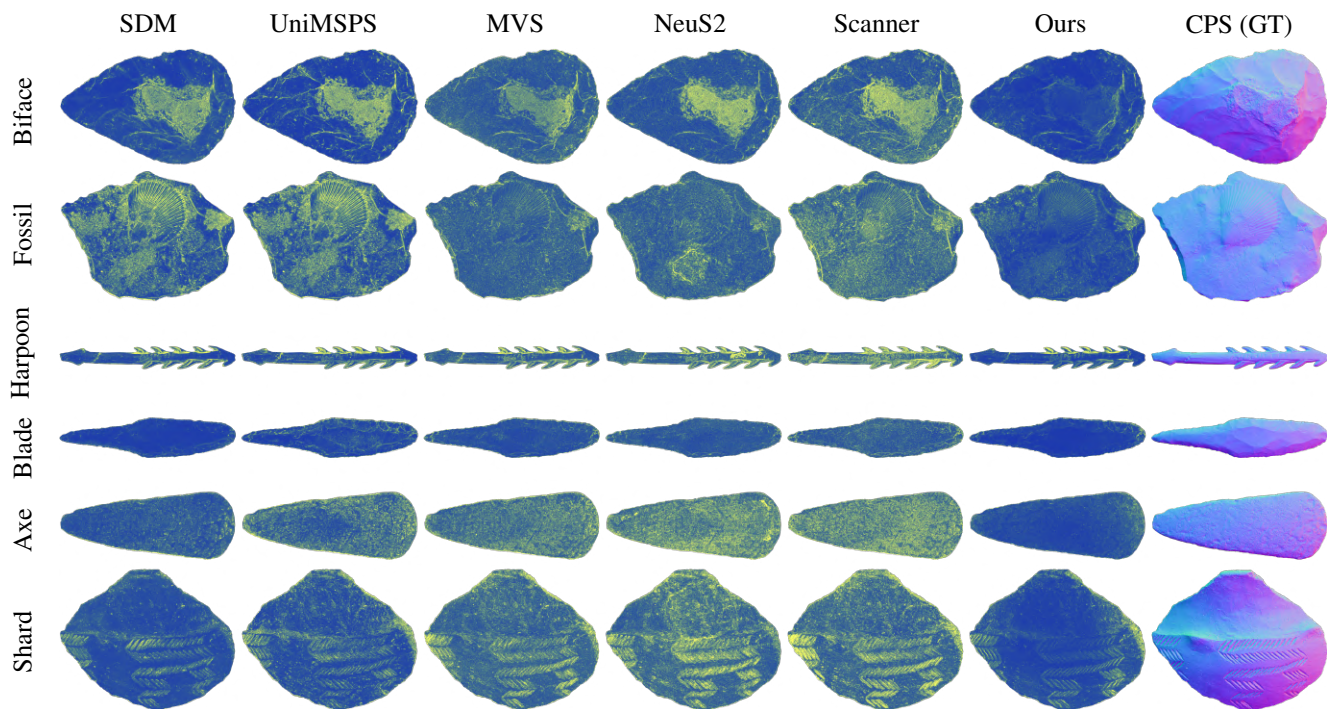 SDM UniMSPS MVS NeuS2 Scanner Ours CPS (GT)
Biface
Fossil
Harpoon
Blade
Axe
Shard